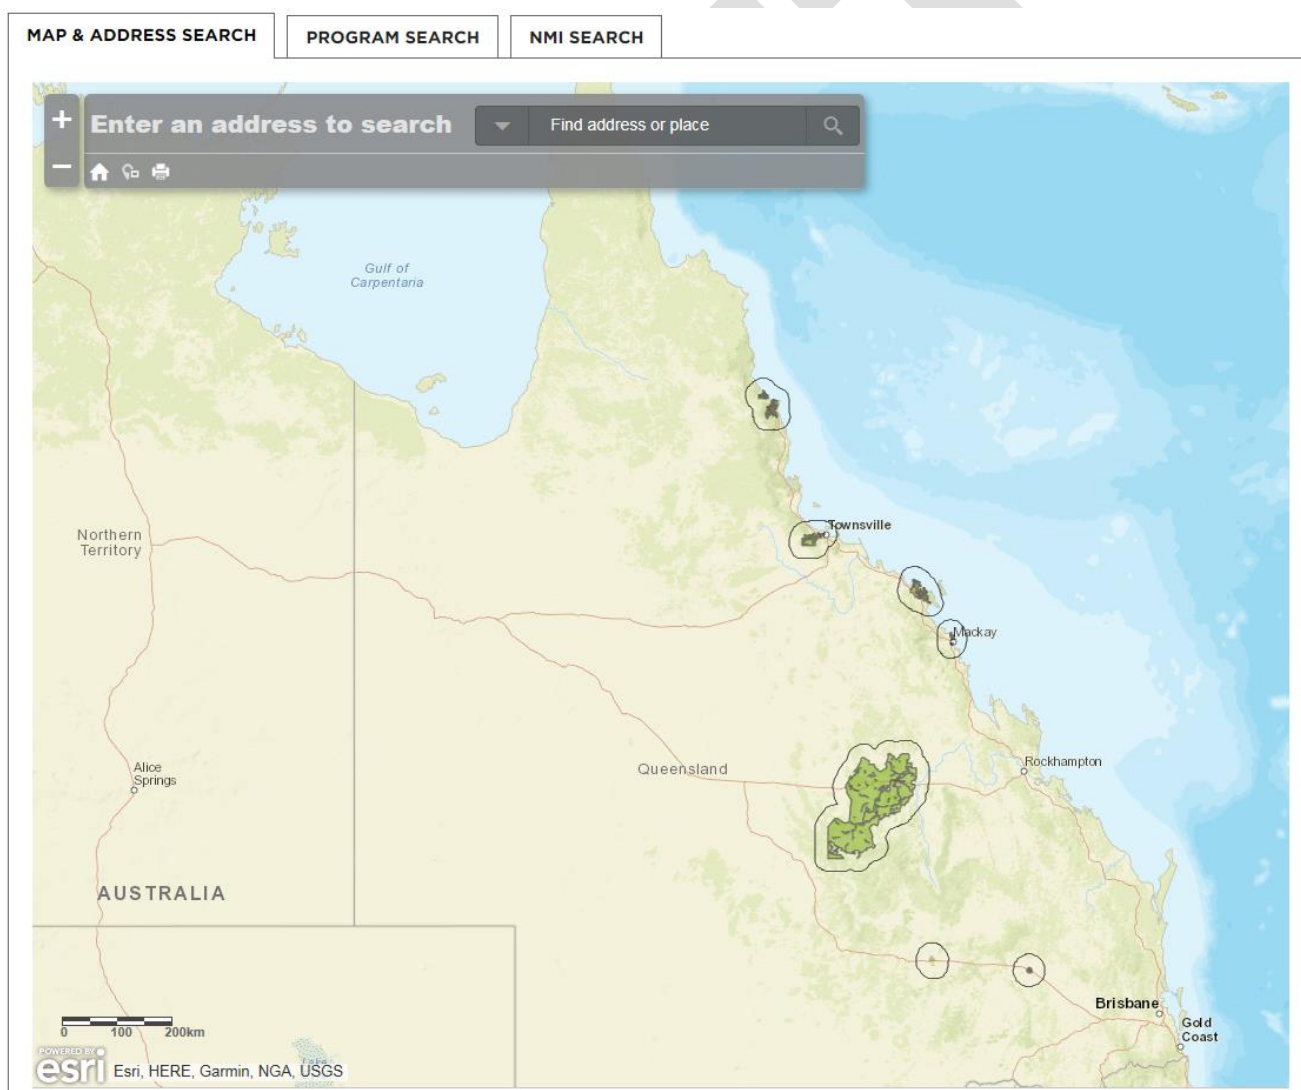 MAP & ADDRESS SEARCH
PROGRAM SEARCH
NMI SEARCH
+
Enter an address to search
Find address or place
−
Gulf of
Carpentaria
Townsville
Northern
Territory
Mackay
Alice
Springs
Queensland
Rockhampton
AUSTRALIA
Brisbane
Gold
Coast
0 100 200km
POWERED BY
esri
Esri, HERE, Garmin, NGA, USGS
Lake